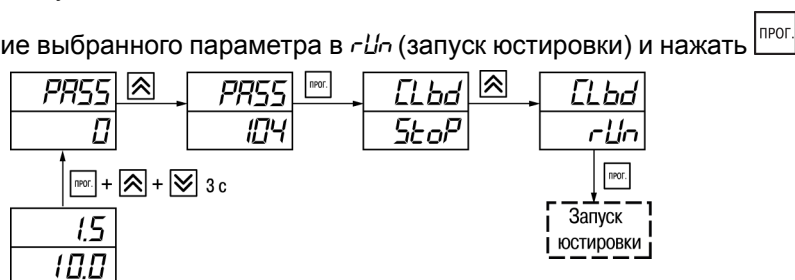 ие выбранного параметра в rUn (запуск юстировки) и нажать ПРОГ.
PASS PASS ПРОГ. CLbd CLbd
0 104 StoP rUn
ПРОГ. + + 3 с ПРОГ.
1.5 Запуск
10.0 юстировки